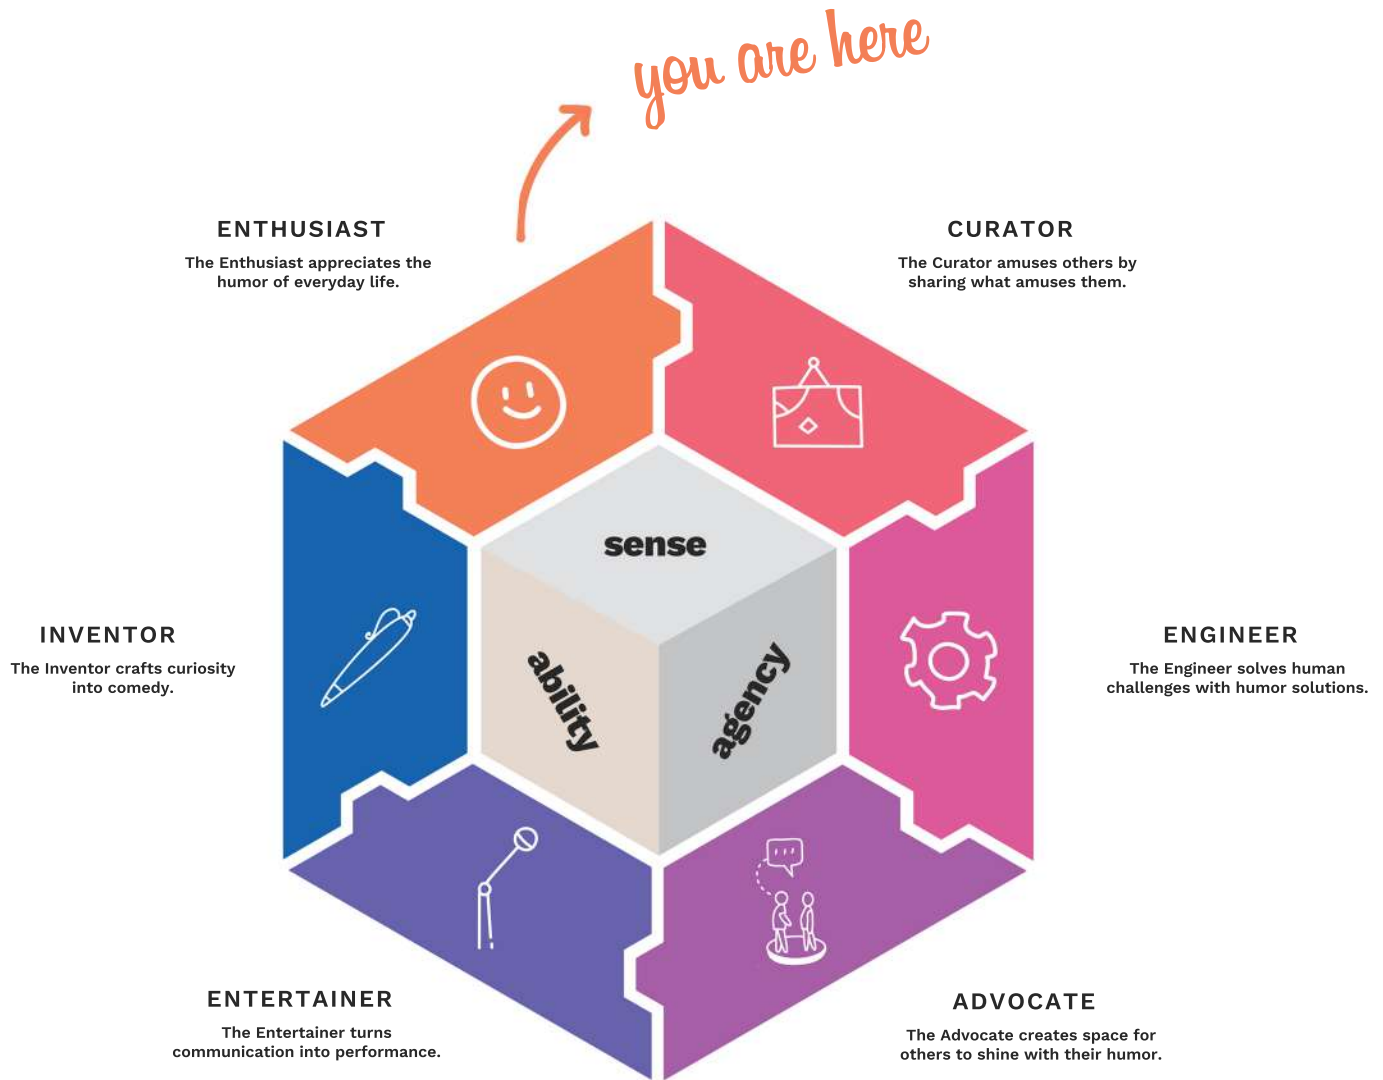 you are here
ENTHUSIAST
The Enthusiast appreciates the
humor of everyday life.
CURATOR
The Curator amuses others by
sharing what amuses them.
sense
ability
agency
INVENTOR
The Inventor crafts curiosity
into comedy.
ENGINEER
The Engineer solves human
challenges with humor solutions.
ENTERTAINER
The Entertainer turns
communication into performance.
ADVOCATE
The Advocate creates space for
others to shine with their humor.